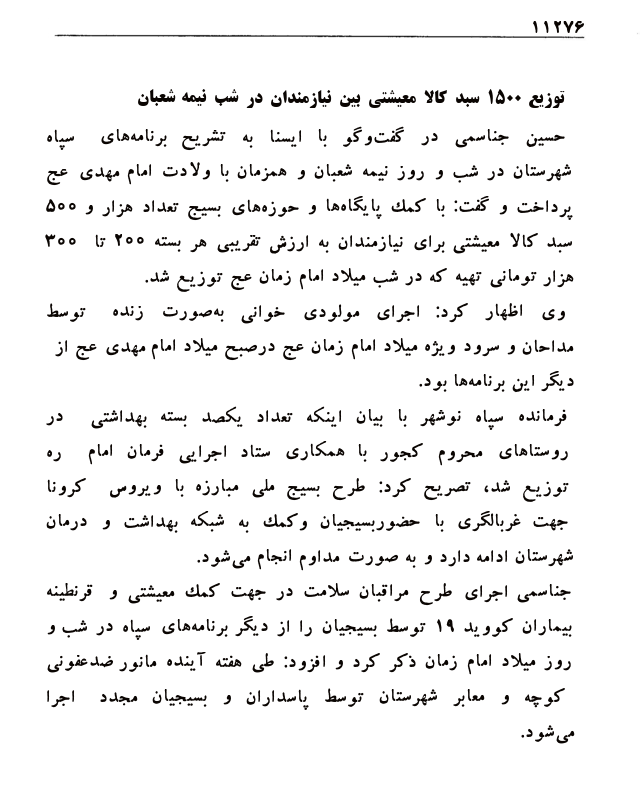 ۱۱۲۷۶
توزیع ۱۵۰۰ سبد کالا معیشتی بین نیازمندان در شب نیمه شعبان
حسین جناسمی در گفت‌وگو با ایسنا به تشریح برنامه‌های سپاه
شهرستان در شب و روز نیمه شعبان و همزمان با ولادت امام مهدی عج
پرداخت و گفت: با کمك پایگاه‌ها و حوزه‌های بسیج تعداد هزار و ۵۰۰
سبد کالا معیشتی برای نیازمندان به ارزش تقریبی هر بسته ۲۰۰ تا ۳۰۰
هزار تومانی تهیه که در شب میلاد امام زمان عج توزیع شد.
وی اظهار کرد: اجرای مولودی خوانی به‌صورت زنده توسط
مداحان و سرود ویژه میلاد امام زمان عج درصبح میلاد امام مهدی عج از
دیگر این برنامه‌ها بود.
فرمانده سپاه نوشهر با بیان اینکه تعداد یکصد بسته بهداشتی در
روستاهای محروم کجور با همکاری ستاد اجرایی فرمان امام ره
توزیع شد، تصریح کرد: طرح بسیج ملی مبارزه با ویروس کرونا
جهت غربالگری با حضوربسیجیان وکمك به شبکه بهداشت و درمان
شهرستان ادامه دارد و به صورت مداوم انجام می‌شود.
جناسمی اجرای طرح مراقبان سلامت در جهت کمك معیشتی و قرنطینه
بیماران کووید ۱۹ توسط بسیجیان را از دیگر برنامه‌های سپاه در شب و
روز میلاد امام زمان ذکر کرد و افزود: طی هفته آینده مانور ضدعفونی
کوچه و معابر شهرستان توسط پاسداران و بسیجیان مجدد اجرا
می‌شود.